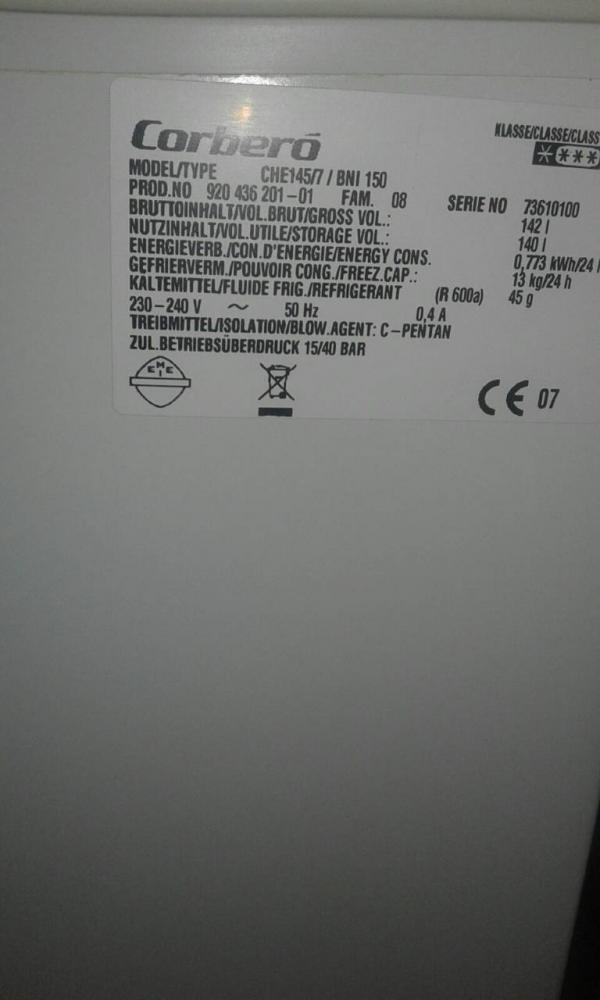 Corberó
KLASSE/CLASSE/CLASS
MODEL/TYPE CHE145/7 / BNI 150
PROD.NO 920 436 201-01 FAM. 08 SERIE NO 73610100
BRUTTOINHALT/VOL.BRUT/GROSS VOL.: 142 l
NUTZINHALT/VOL.UTILE/STORAGE VOL.: 140 l
ENERGIEVERB./CON.D'ENERGIE/ENERGY CONS. 0,773 kWh/24
GEFRIERVERM./POUVOIR CONG./FREEZ.CAP.: 13 kg/24 h
KALTEMITTEL/FLUIDE FRIG./REFRIGERANT (R 600a) 45 g
230-240 V ~ 50 Hz 0,4 A
TREIBMITTEL/ISOLATION/BLOW.AGENT: C-PENTAN
ZUL.BETRIEBSÜBERDRUCK 15/40 BAR
CE 07